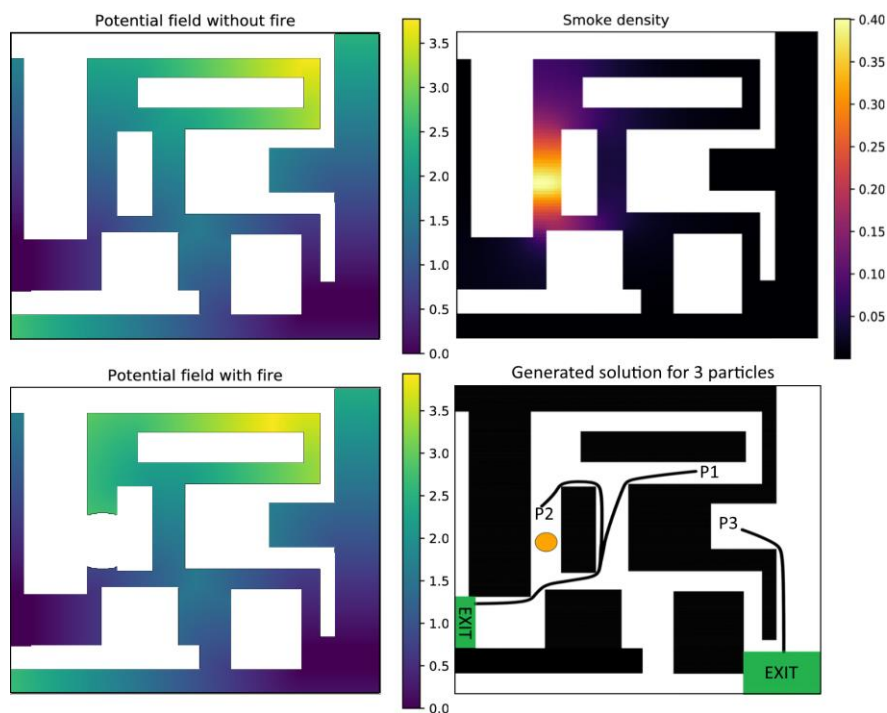 Potential field without fire
3.5
3.0
2.5
2.0
1.5
1.0
0.5
0.0
Smoke density
0.40
0.35
0.30
0.25
0.20
0.15
0.10
0.05
Potential field with fire
3.5
3.0
2.5
2.0
1.5
1.0
0.5
0.0
Generated solution for 3 particles
P1
P2
P3
EXIT
EXIT